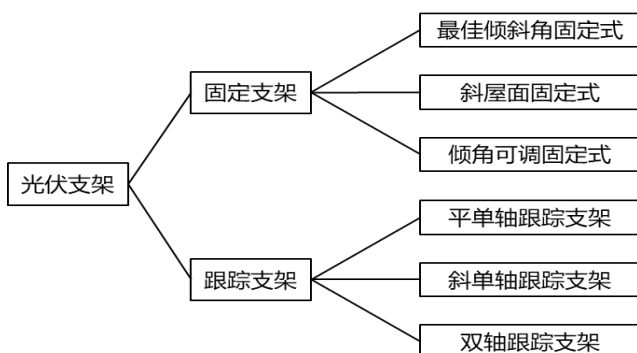 最佳倾斜角固定式
固定支架
斜屋面固定式
倾角可调固定式
光伏支架
平单轴跟踪支架
跟踪支架
斜单轴跟踪支架
双轴跟踪支架